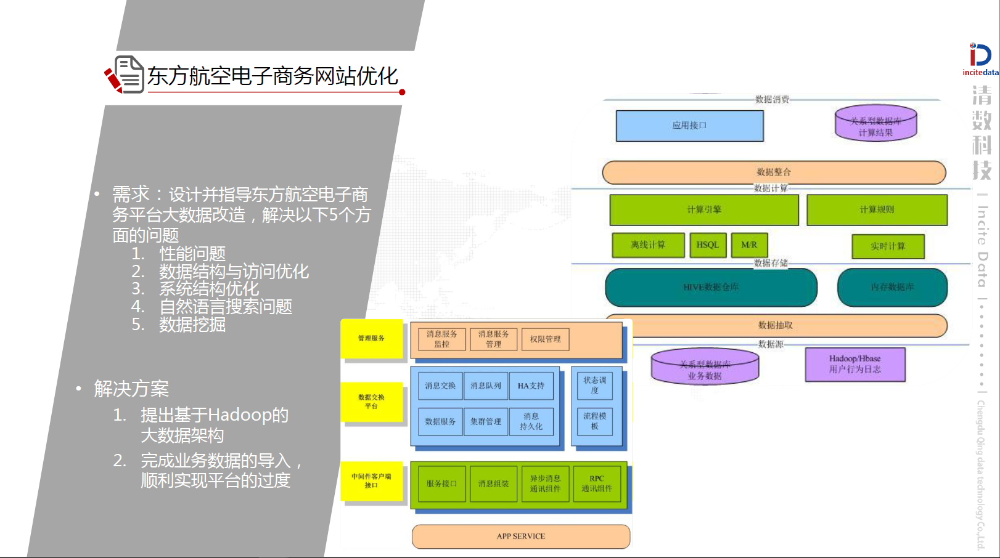 东方航空电子商务网站优化
• 需求：设计并指导东方航空电子商
务平台大数据改造，解决以下5个方
面的问题
1. 性能问题
2. 数据结构与访问优化
3. 系统结构优化
4. 自然语言搜索问题
5. 数据挖掘
• 解决方案
1. 提出基于Hadoop的
大数据架构
2. 完成业务数据的导入，
顺利实现平台的过度
数据消费
应用接口
关系型数据库
计算结果
数据整合
数据计算
计算引擎
计算规则
离线计算
HSQL
M/R
实时计算
数据存储
HIVE数据仓库
内存数据库
数据抽取
数据源
关系型数据库
业务数据
Hadoop/Hbase
用户行为日志
管理服务
消息服务
监控
消息服务
管理
权限管理
数据交换
平台
消息交换
消息队列
HA支持
状态调
度
数据服务
集群管理
消息
持久化
流程模
板
中间件客户端
接口
服务接口
消息组装
异步消息
通讯组件
RPC
通讯组件
APP SERVICE
incitedata
清数科技
Incite Data
Chengdu Qing data technology Co.,Ltd.